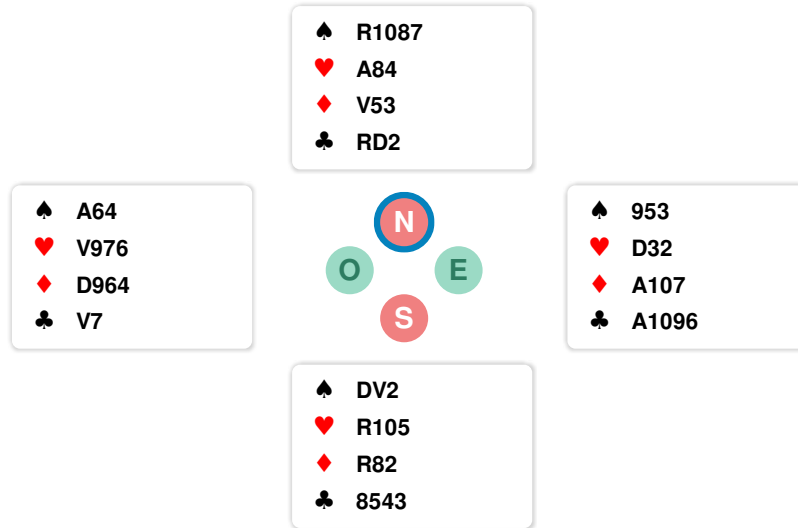 ♠ R1087
♥ A84
♦ V53
♣ RD2
♠ A64
♥ V976
♦ D964
♣ V7
N
O E
S
♠ 953
♥ D32
♦ A107
♣ A1096
♠ DV2
♥ R105
♦ R82
♣ 8543